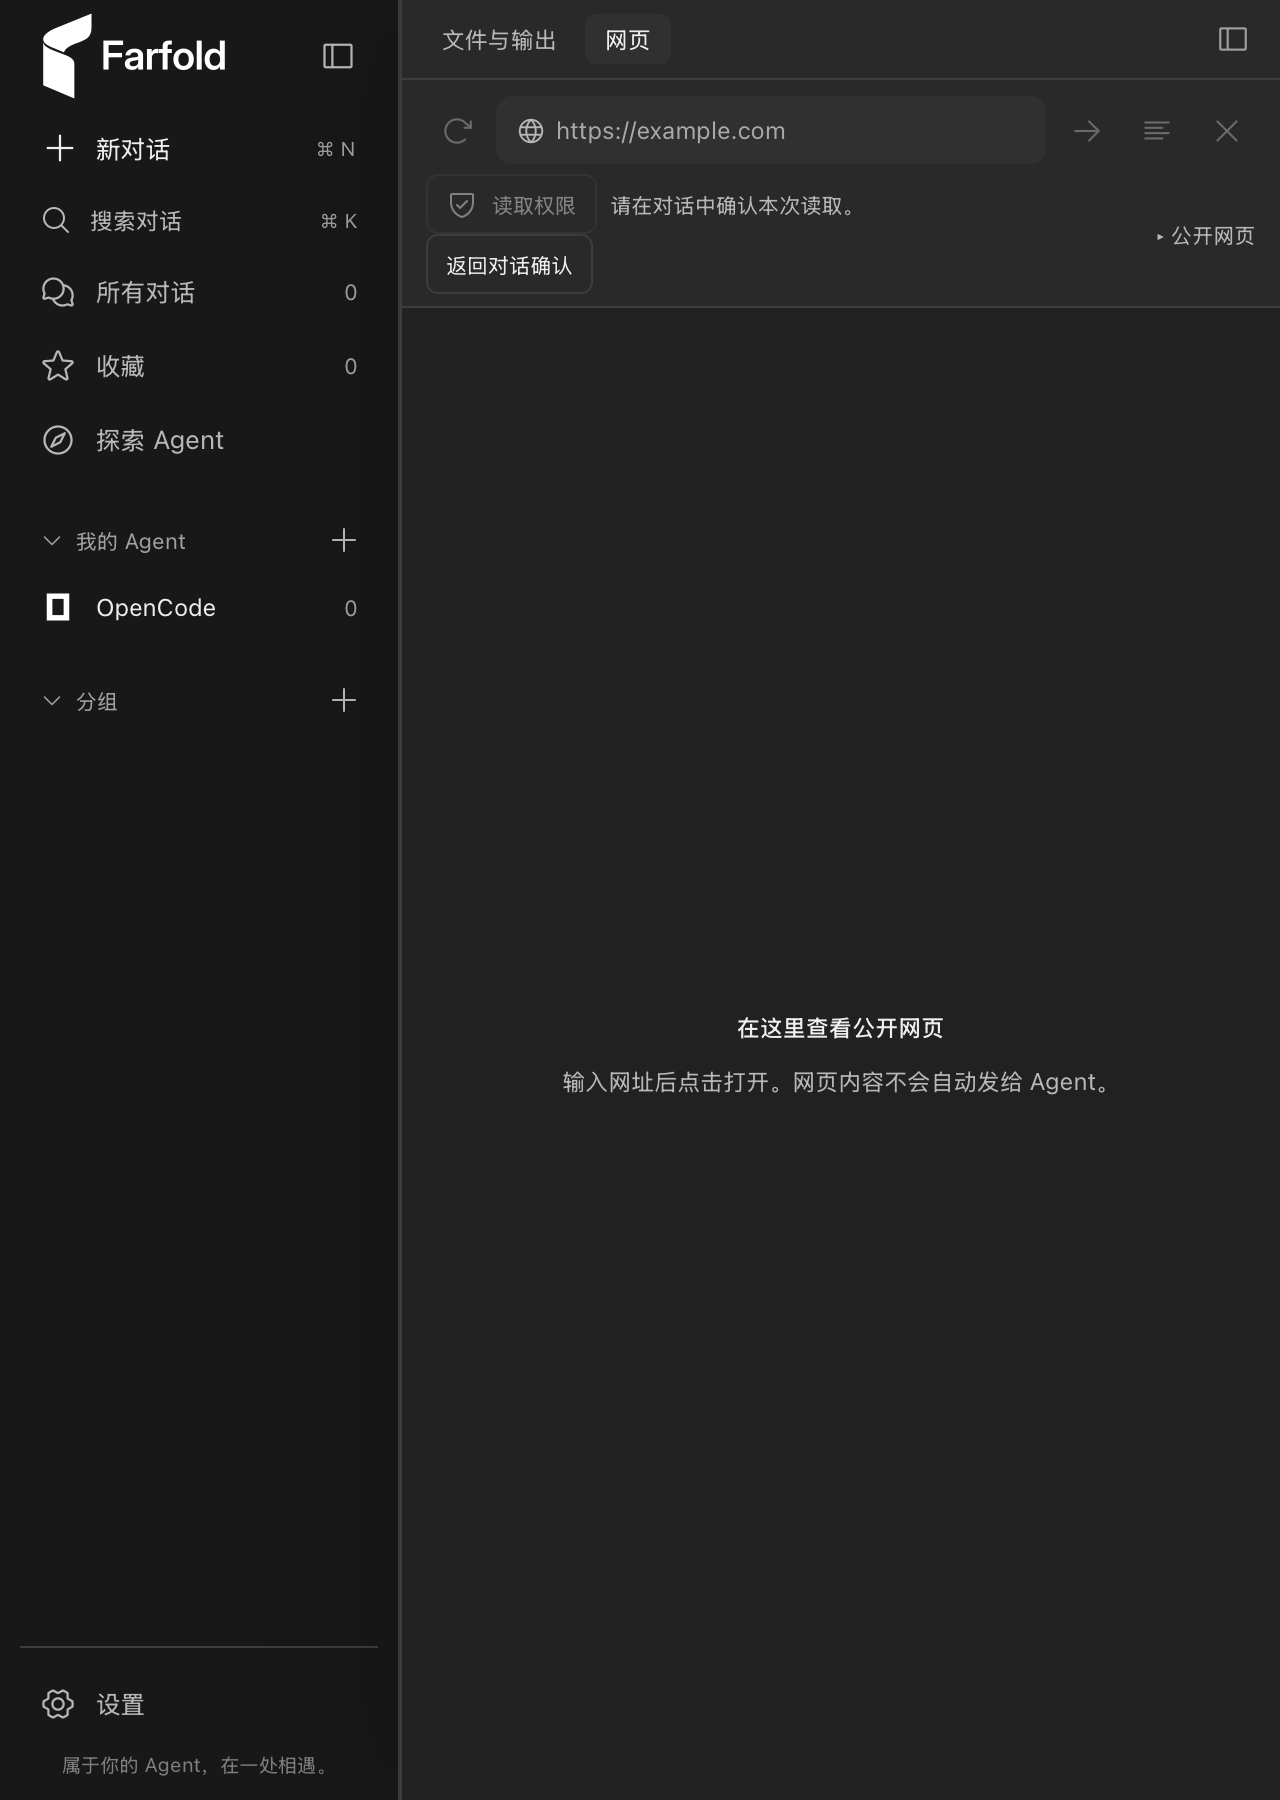 Farfold
新对话 ⌘ N
搜索对话 ⌘ K
所有对话 0
收藏 0
探索 Agent
我的 Agent
OpenCode 0
分组
设置
属于你的 Agent，在一处相遇。
文件与输出 网页
https://example.com
读取权限 请在对话中确认本次读取。
返回对话确认
▸ 公开网页
在这里查看公开网页
输入网址后点击打开。网页内容不会自动发给 Agent。